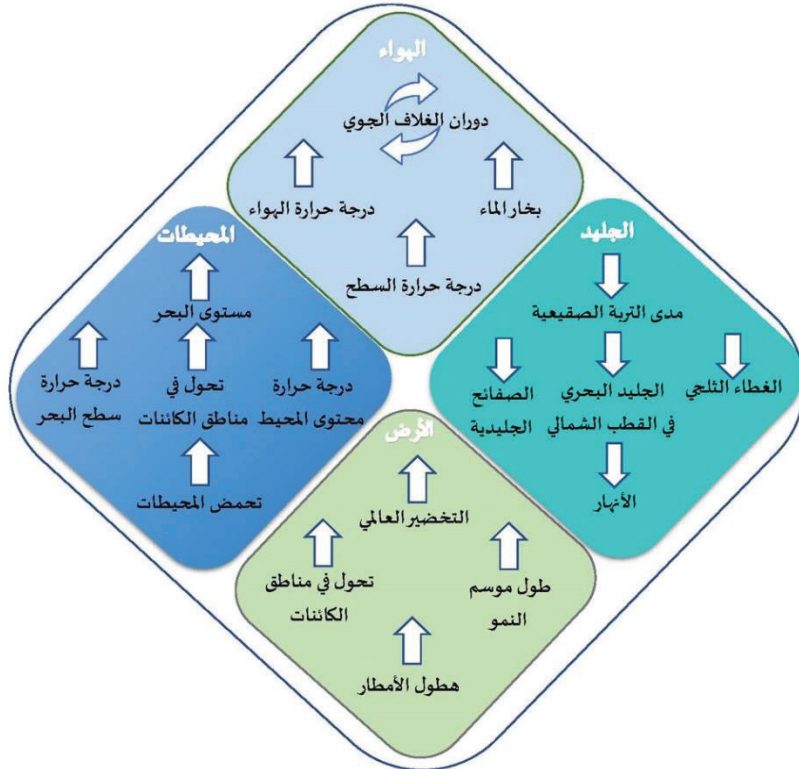 الهواء
دوران الغلاف الجوي
بخار الماء
درجة حرارة الهواء
درجة حرارة السطح
الجليد
مدى التربة الصقيعية
الغطاء الثلجي
الجليد البحري
في القطب الشمالي
الصفائح
الجليدية
الأنهار
المحيطات
مستوى البحر
درجة حرارة
محتوى المحيط
تحول في
مناطق الكائنات
درجة حرارة
سطح البحر
تحمض المحيطات
الأرض
التخضير العالمي
طول موسم
النمو
تحول في مناطق
الكائنات
هطول الأمطار